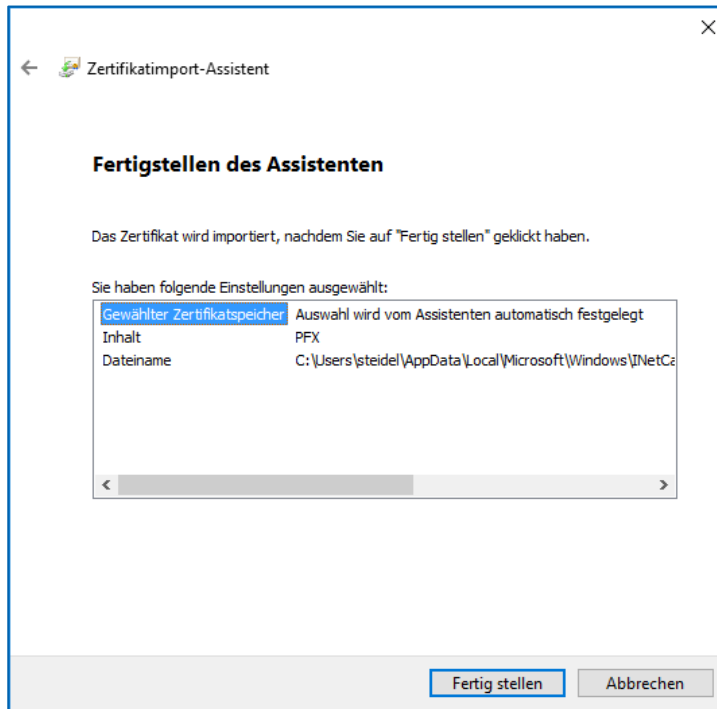 Zertifikatimport-Assistent
Fertigstellen des Assistenten
Das Zertifikat wird importiert, nachdem Sie auf "Fertig stellen" geklickt haben.
Sie haben folgende Einstellungen ausgewählt:
Gewählter Zertifikatspeicher Auswahl wird vom Assistenten automatisch festgelegt
Inhalt PFX
Dateiname C:\Users\steidel\AppData\Local\Microsoft\Windows\INetCa
Fertig stellen Abbrechen